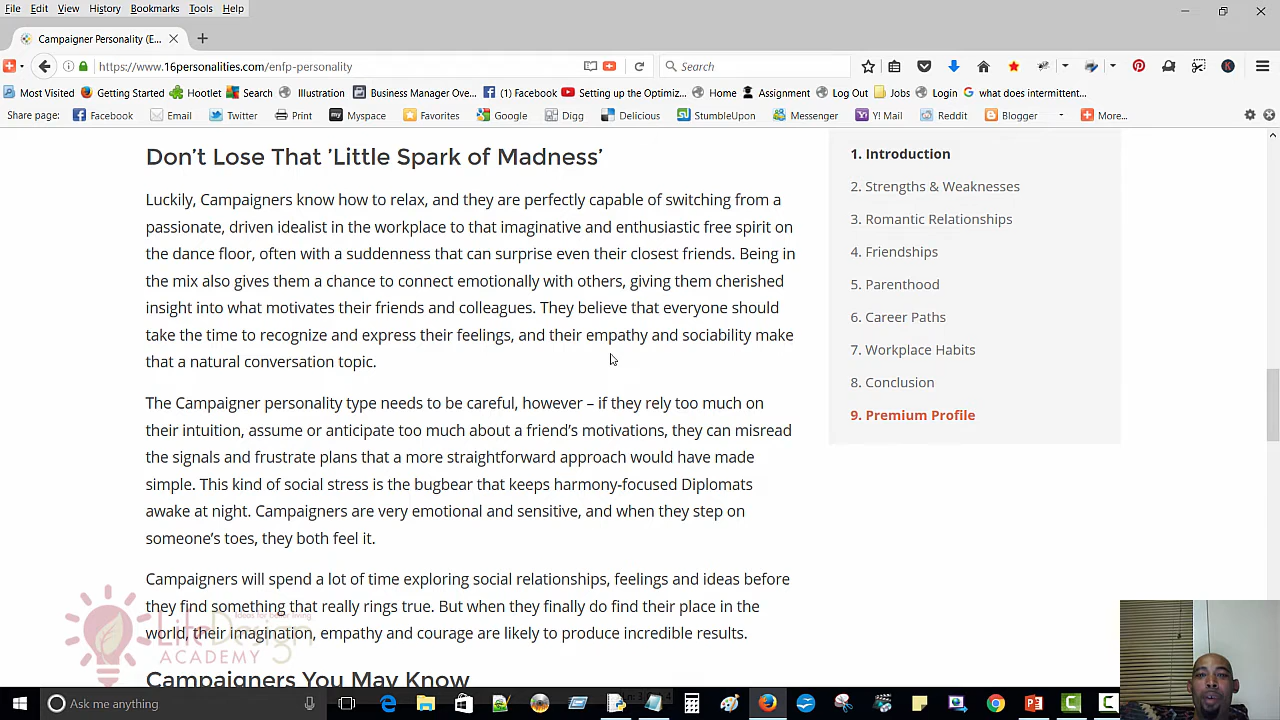 File Edit View History Bookmarks Tools Help
Campaigner Personality (E...
https://www.16personalities.com/enfp-personality
Search
Most Visited Getting Started Hootlet Search Illustration Business Manager Ove... (1) Facebook Setting up the Optimiz... Home Assignment Log Out Jobs Login what does intermittent...
Share page: Facebook Email Twitter Print Myspace Favorites Google Digg Delicious StumbleUpon Messenger Y! Mail Reddit Blogger More...
Don’t Lose That ’Little Spark of Madness’
Luckily, Campaigners know how to relax, and they are perfectly capable of switching from a
passionate, driven idealist in the workplace to that imaginative and enthusiastic free spirit on
the dance floor, often with a suddenness that can surprise even their closest friends. Being in
the mix also gives them a chance to connect emotionally with others, giving them cherished
insight into what motivates their friends and colleagues. They believe that everyone should
take the time to recognize and express their feelings, and their empathy and sociability make
that a natural conversation topic.
The Campaigner personality type needs to be careful, however – if they rely too much on
their intuition, assume or anticipate too much about a friend’s motivations, they can misread
the signals and frustrate plans that a more straightforward approach would have made
simple. This kind of social stress is the bugbear that keeps harmony-focused Diplomats
awake at night. Campaigners are very emotional and sensitive, and when they step on
someone’s toes, they both feel it.
Campaigners will spend a lot of time exploring social relationships, feelings and ideas before
they find something that really rings true. But when they finally do find their place in the
world, their imagination, empathy and courage are likely to produce incredible results.
Campaigners You May Know
1. Introduction
2. Strengths & Weaknesses
3. Romantic Relationships
4. Friendships
5. Parenthood
6. Career Paths
7. Workplace Habits
8. Conclusion
9. Premium Profile
ideas for better living
LifeDesign
ACADEMY
Ask me anything